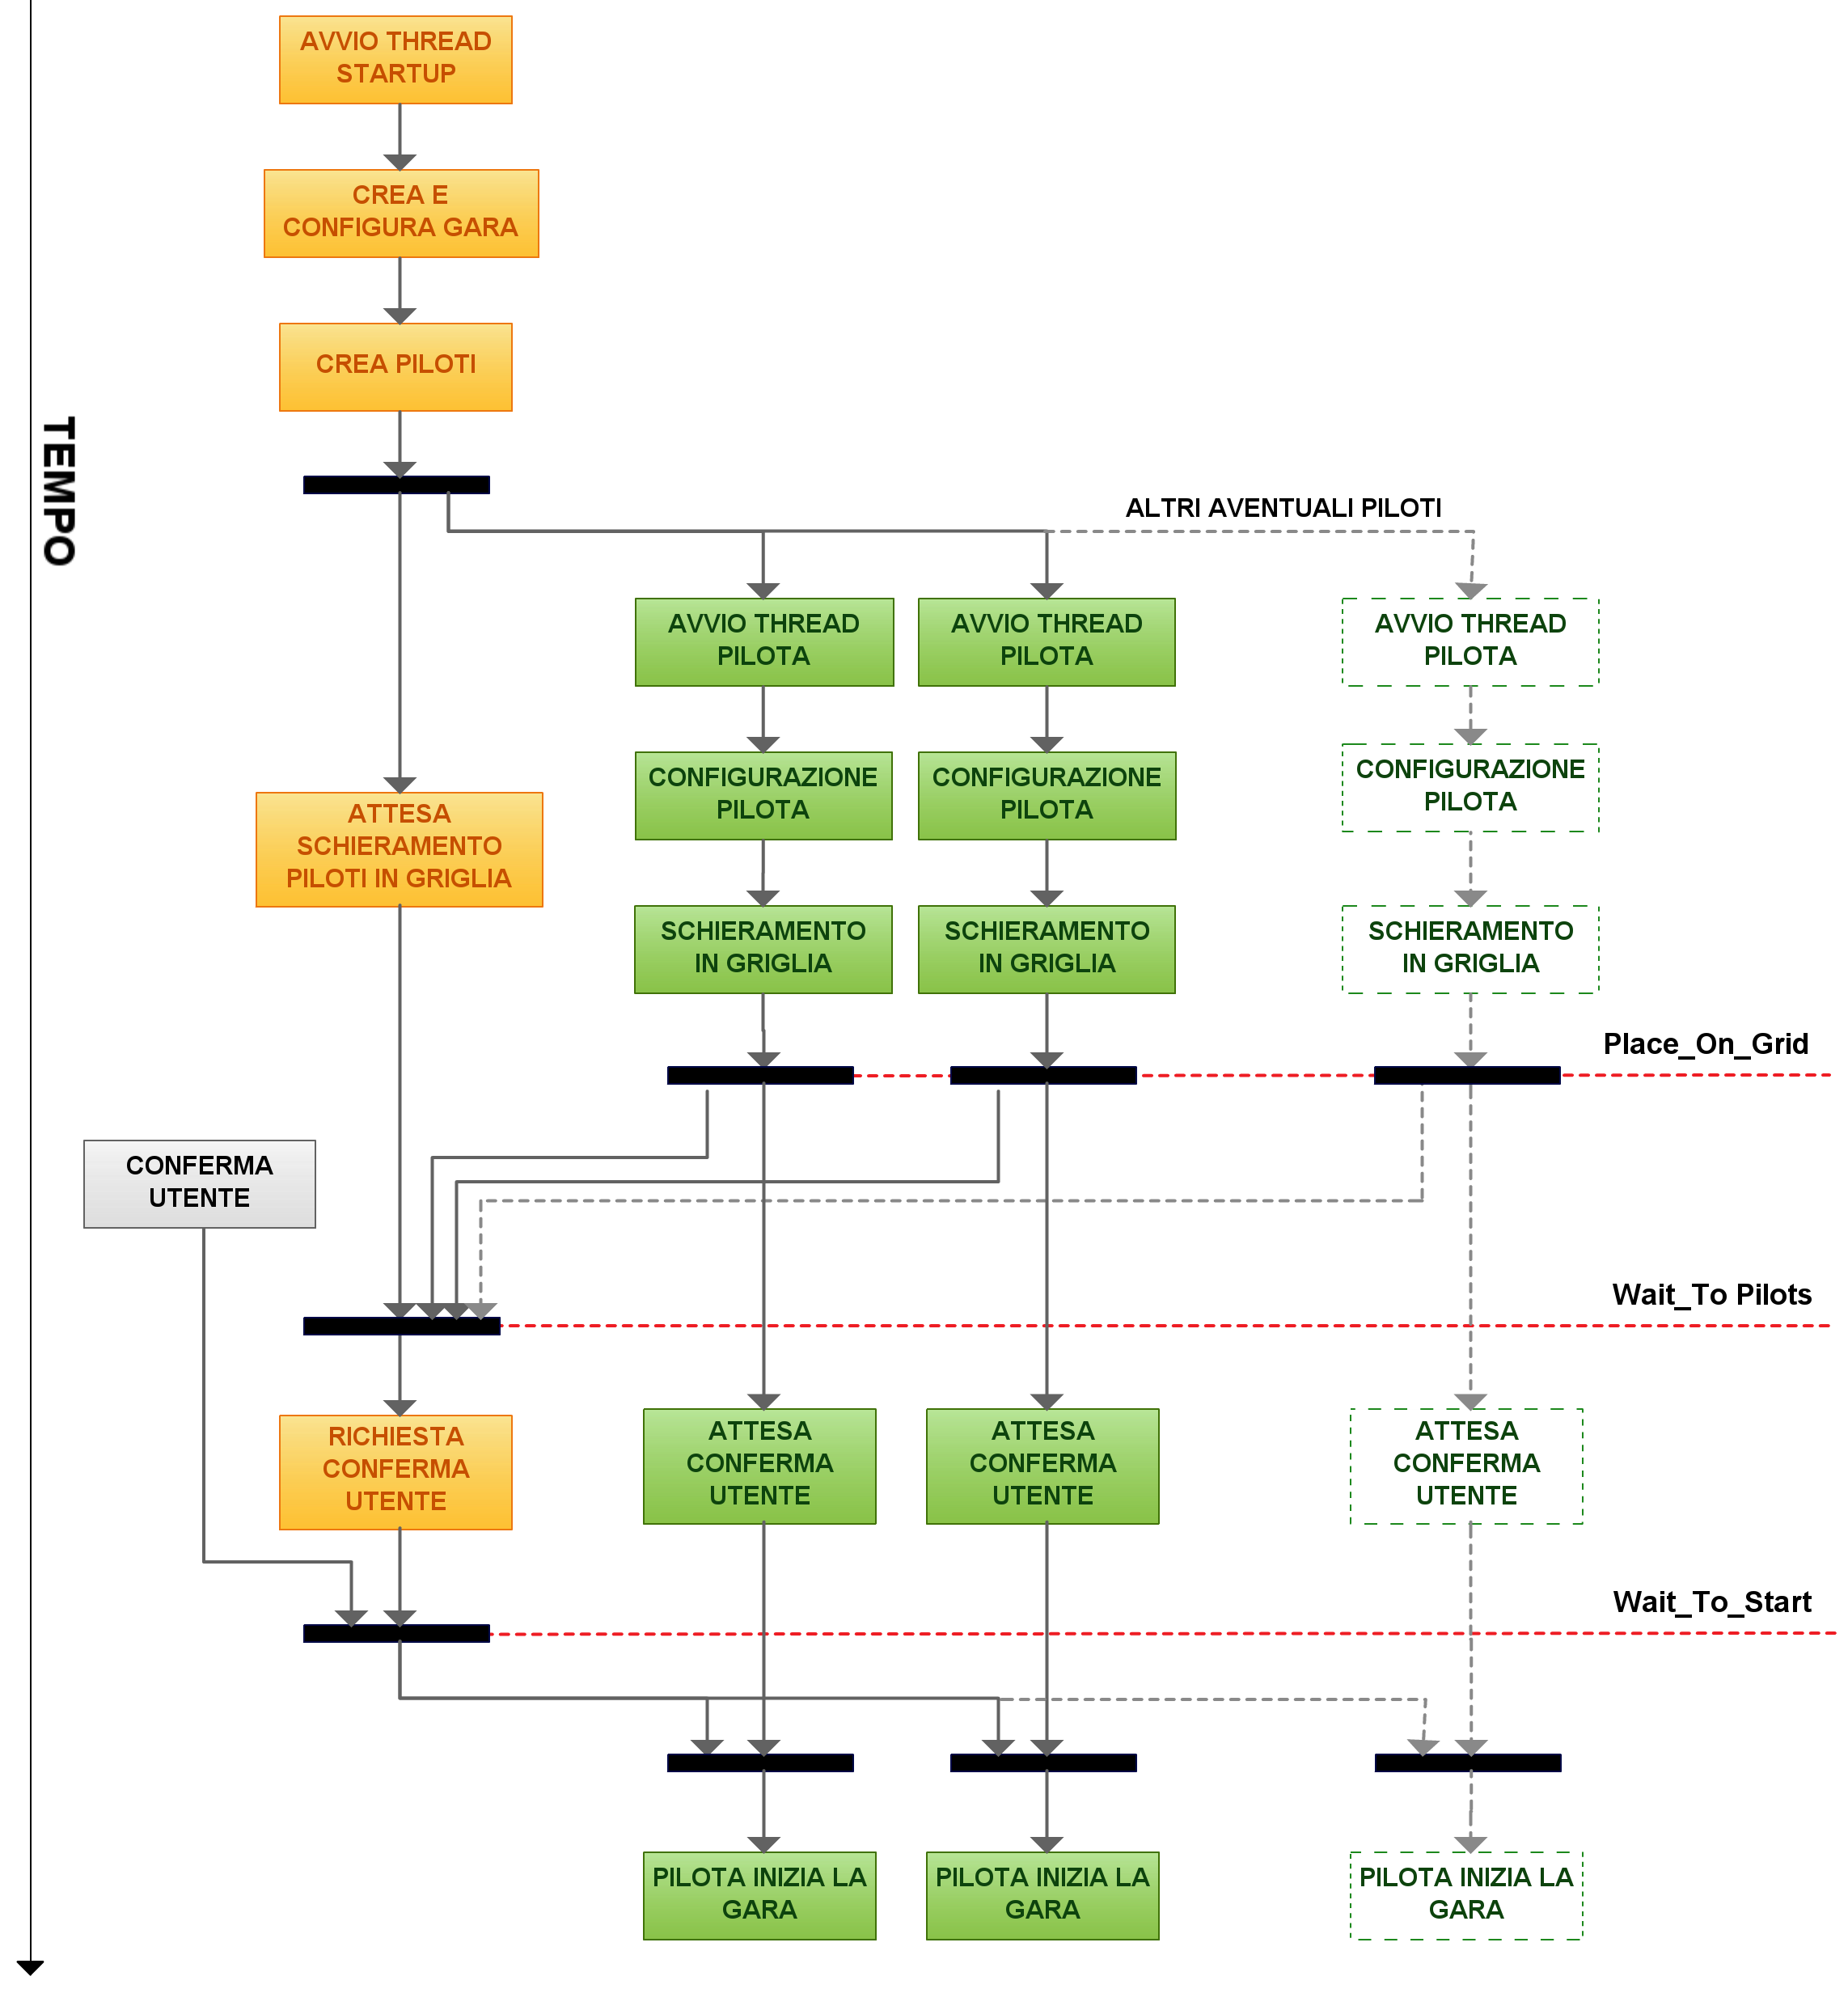 AVVIO THREAD
STARTUP
CREA E
CONFIGURA GARA
CREA PILOTI
TEMPO
ALTRI AVENTUALI PILOTI
AVVIO THREAD
PILOTA
AVVIO THREAD
PILOTA
AVVIO THREAD
PILOTA
CONFIGURAZIONE
PILOTA
CONFIGURAZIONE
PILOTA
CONFIGURAZIONE
PILOTA
ATTESA
SCHIERAMENTO
PILOTI IN GRIGLIA
SCHIERAMENTO
IN GRIGLIA
SCHIERAMENTO
IN GRIGLIA
SCHIERAMENTO
IN GRIGLIA
Place_On_Grid
CONFERMA
UTENTE
Wait_To Pilots
RICHIESTA
CONFERMA
UTENTE
ATTESA
CONFERMA
UTENTE
ATTESA
CONFERMA
UTENTE
ATTESA
CONFERMA
UTENTE
Wait_To_Start
PILOTA INIZIA LA
GARA
PILOTA INIZIA LA
GARA
PILOTA INIZIA LA
GARA